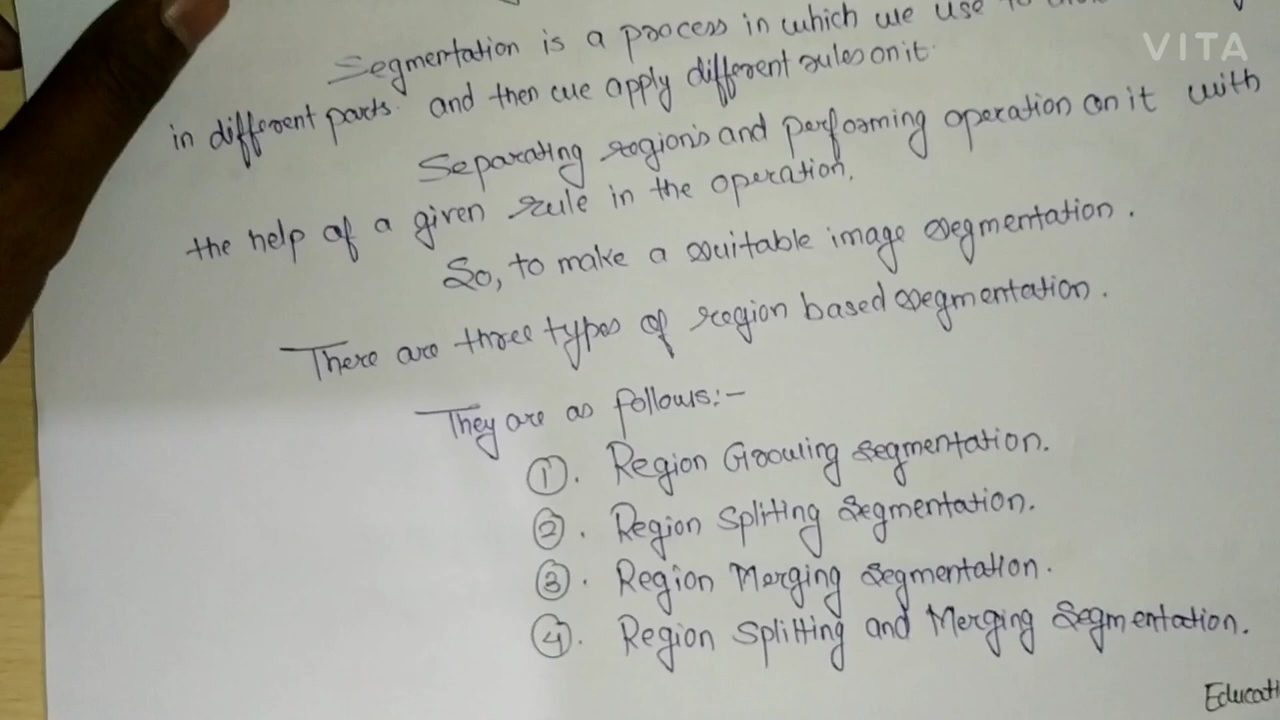 Segmentation is a process in which we use to
VITA
in different parts. and then we apply different rules on it.
Separating regions and performing operation on it with
the help of a given rule in the operation.
So, to make a suitable image segmentation.
There are three types of region based segmentation.
They are as follows:-
1. Region Growing segmentation.
2. Region Spliting Segmentation.
3. Region Merging segmentation.
4. Region Splitting and Merging Segmentation.